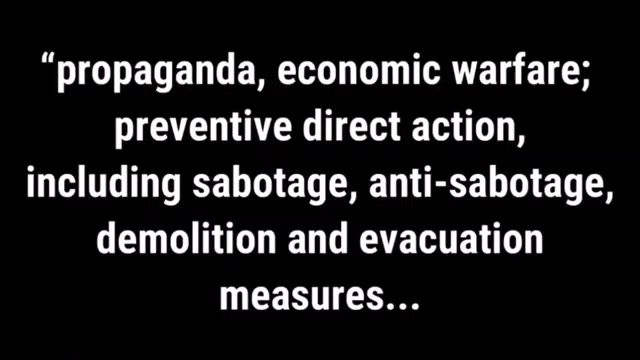 “propaganda, economic warfare;
preventive direct action,
including sabotage, anti-sabotage,
demolition and evacuation
measures...